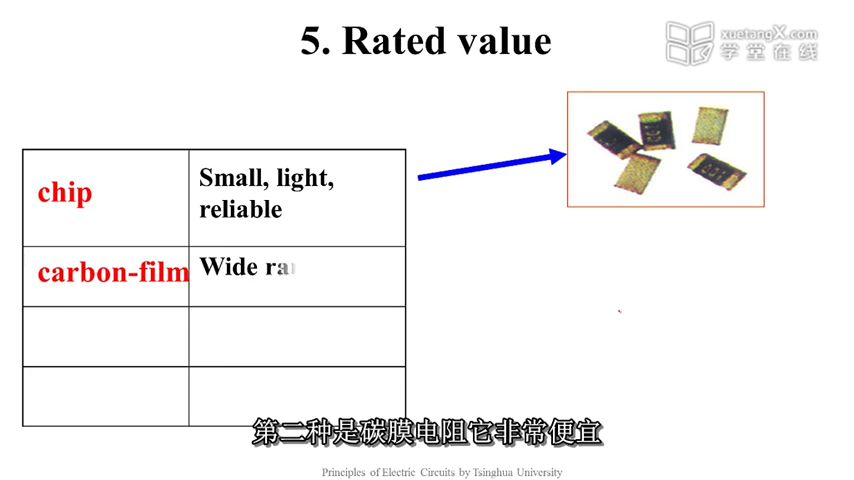 5. Rated value
xuetangX.com
学堂在线
chip
Small, light,
reliable
carbon-film
Wide
第二种是碳膜电阻它非常便宜
Principles of Electric Circuits by Tsinghua University